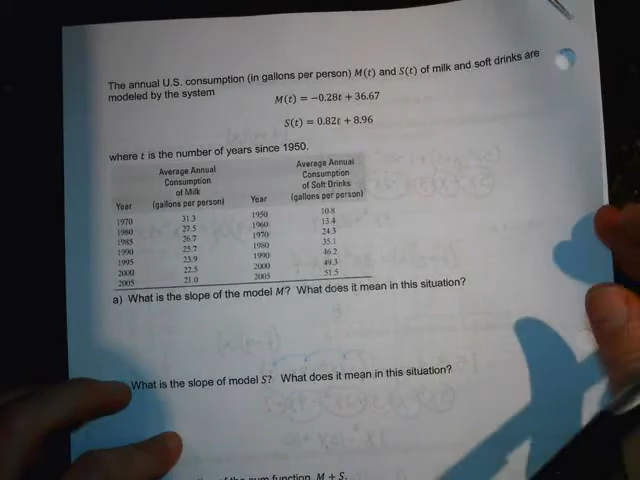 The annual U.S. consumption (in gallons per person) M(t) and S(t) of milk and soft drinks are
modeled by the system
M(t) = −0.28t + 36.67
S(t) = 0.82t + 8.96
where t is the number of years since 1950.
Year Average Annual Consumption of Milk (gallons per person) Year Average Annual Consumption of Soft Drinks (gallons per person)
1970 31.3 1950 10.8
1980 27.5 1960 13.4
1985 26.7 1970 24.3
1990 25.7 1980 35.1
1995 23.9 1990 46.2
2000 22.5 2000 49.3
2005 21.0 2005 51.5
a) What is the slope of the model M? What does it mean in this situation?
What is the slope of model S? What does it mean in this situation?
of the sum function, M + S.